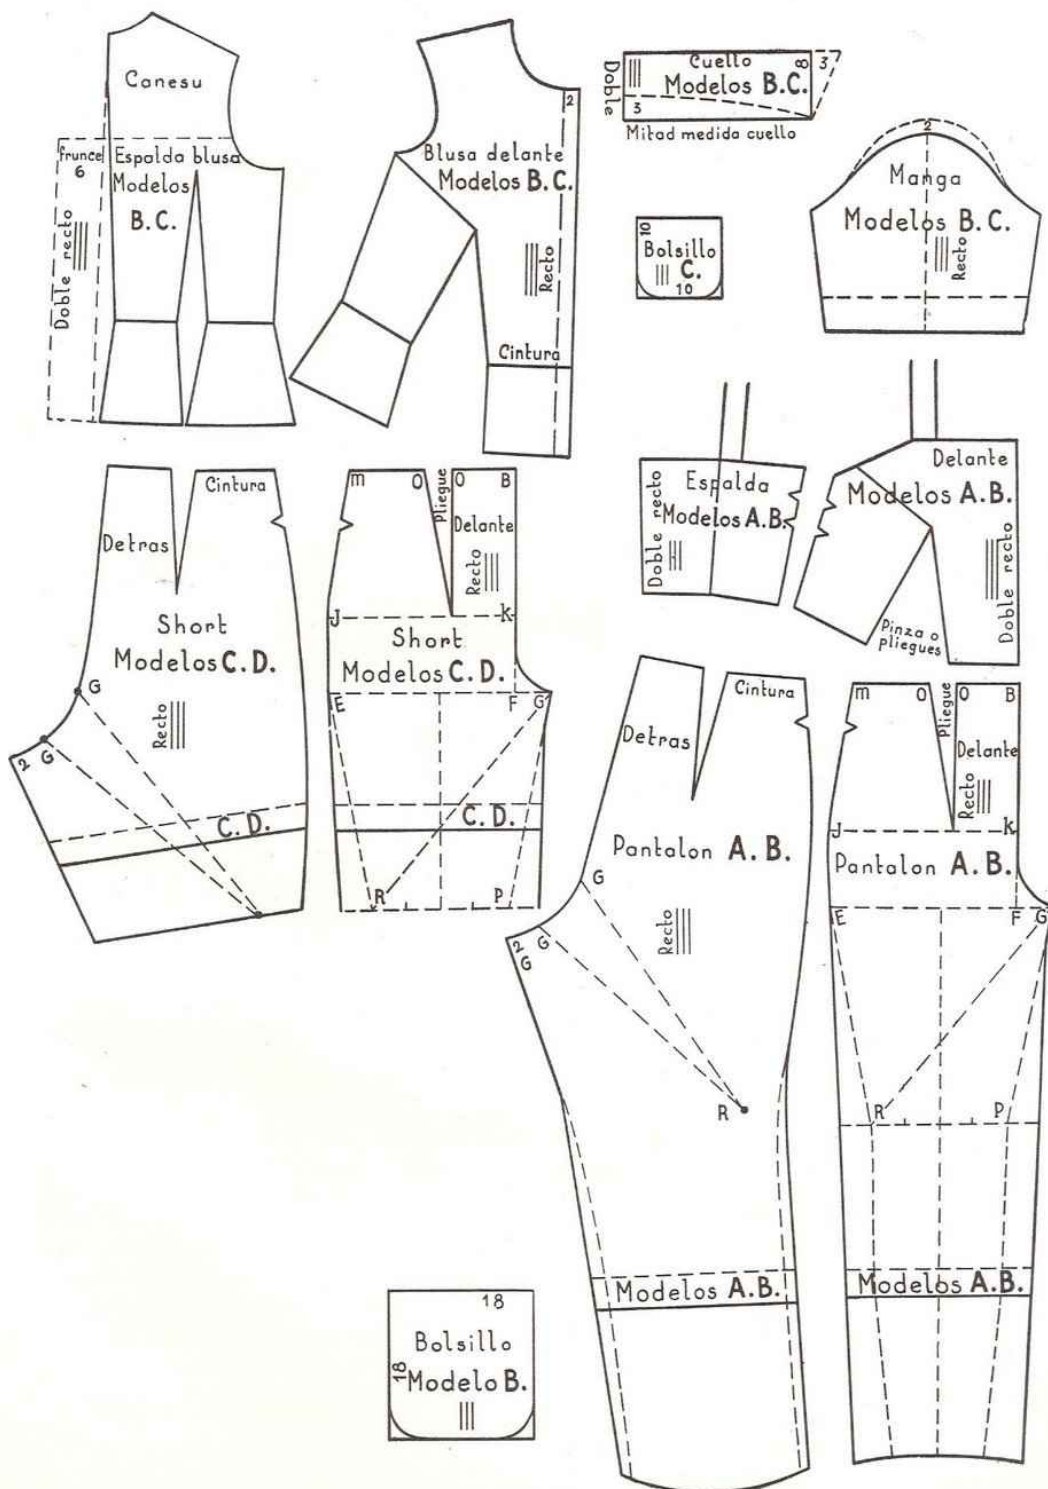 Canesu
frunce
6
Espalda blusa
Modelos
B.C.
Doble recto
2
Blusa delante
Modelos B.C.
Recto
Cintura
Doble
Cuello
Modelos B.C.
8
3
3
Mitad medida cuello
2
Manga
Modelos B.C.
Recto
10
Bolsillo
C.
10
Cintura
Detras
Short
Modelos C.D.
G
G
2
Recto
C.D.
m
O
Pliegue
O
B
Delante
Recto
J
K
Short
Modelos C.D.
E
F
G
C.D.
R
P
Espalda
Modelos A.B.
Doble recto
Delante
Modelos A.B.
Doble recto
Pinza o
pliegues
Cintura
Detras
Pantalon A.B.
G
G
2
G
Recto
R
Modelos A.B.
m
O
Pliegue
O
B
Delante
Recto
J
K
Pantalon A.B.
E
F
G
R
P
Modelos A.B.
18
Bolsillo
18
Modelo B.